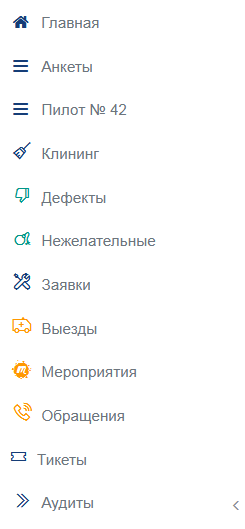 Главная
Анкеты
Пилот № 42
Клининг
Дефекты
Нежелательные
Заявки
Выезды
Мероприятия
Обращения
Тикеты
Аудиты